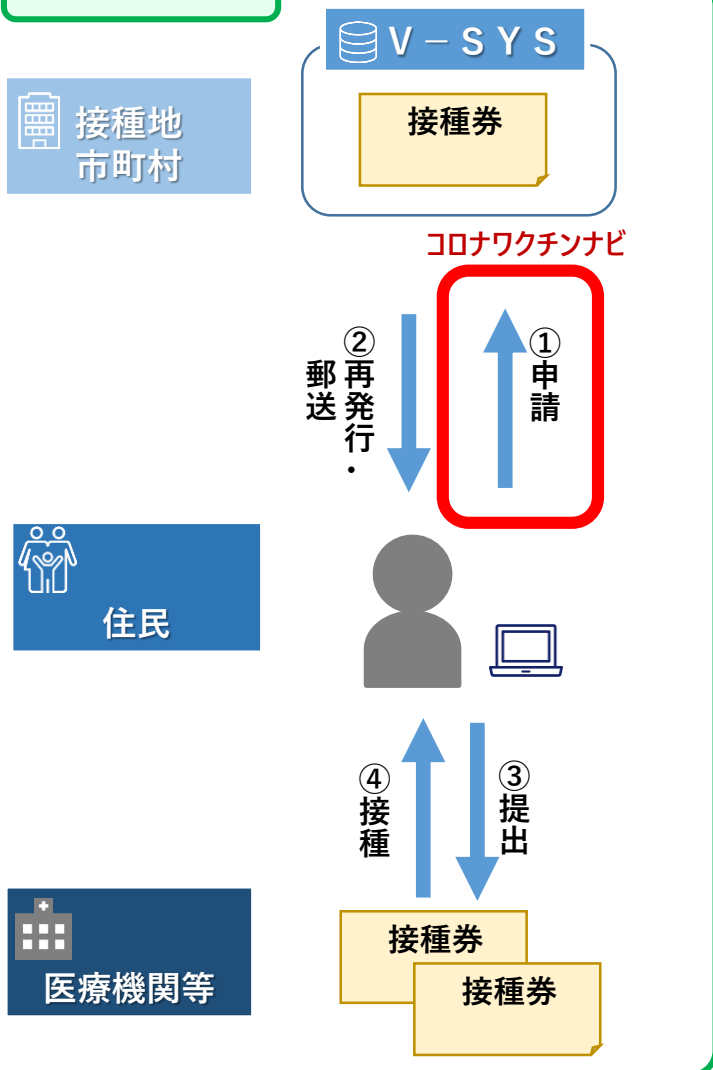 V－SYS
接種地
市町村
接種券
コロナワクチンナビ
②再発行・
郵送
①申請
住民
④接種
③提出
医療機関等
接種券
接種券